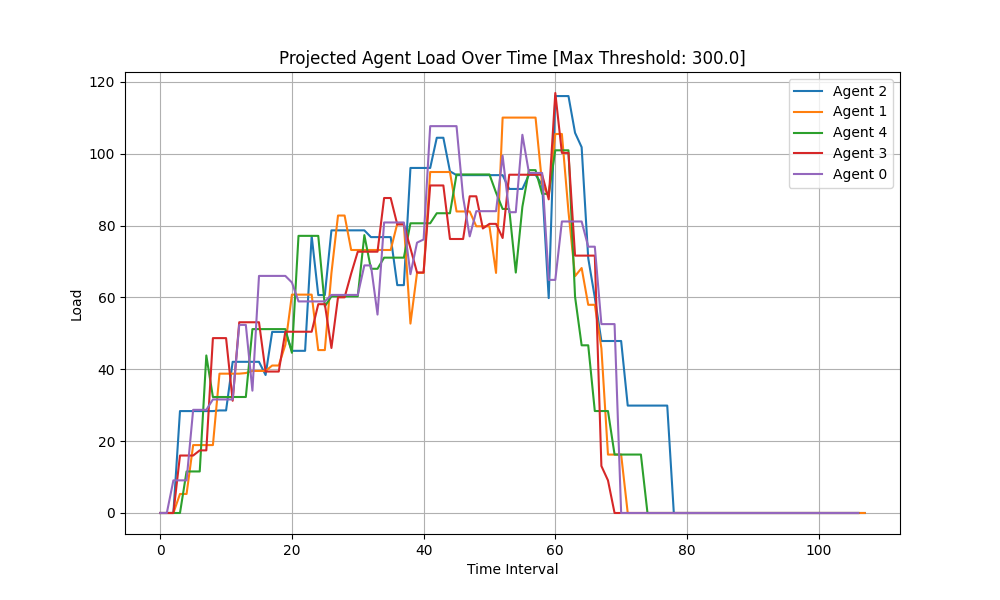 Projected Agent Load Over Time [Max Threshold: 300.0]
Agent 2
Agent 1
Agent 4
Agent 3
Agent 0
120
100
80
60
40
20
0
Load
0 20 40 60 80 100
Time Interval